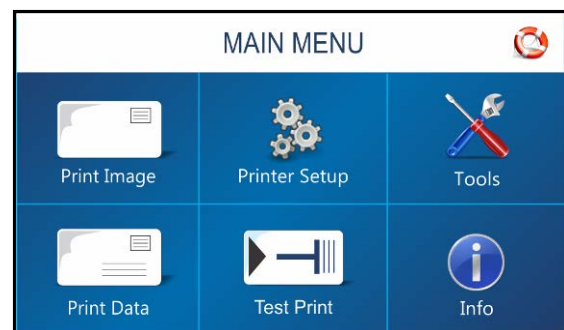 MAIN MENU
Print Image
Printer Setup
Tools
Print Data
Test Print
Info